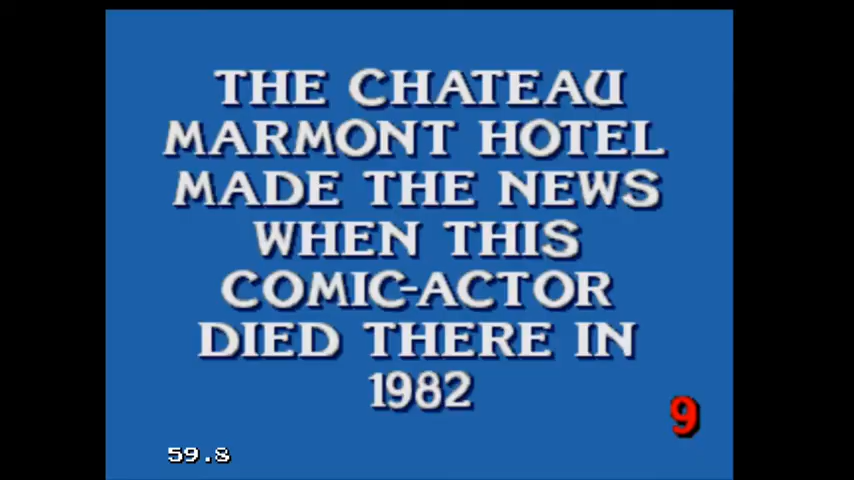 THE CHATEAU
MARMONT HOTEL
MADE THE NEWS
WHEN THIS
COMIC-ACTOR
DIED THERE IN
1982
9
59.8